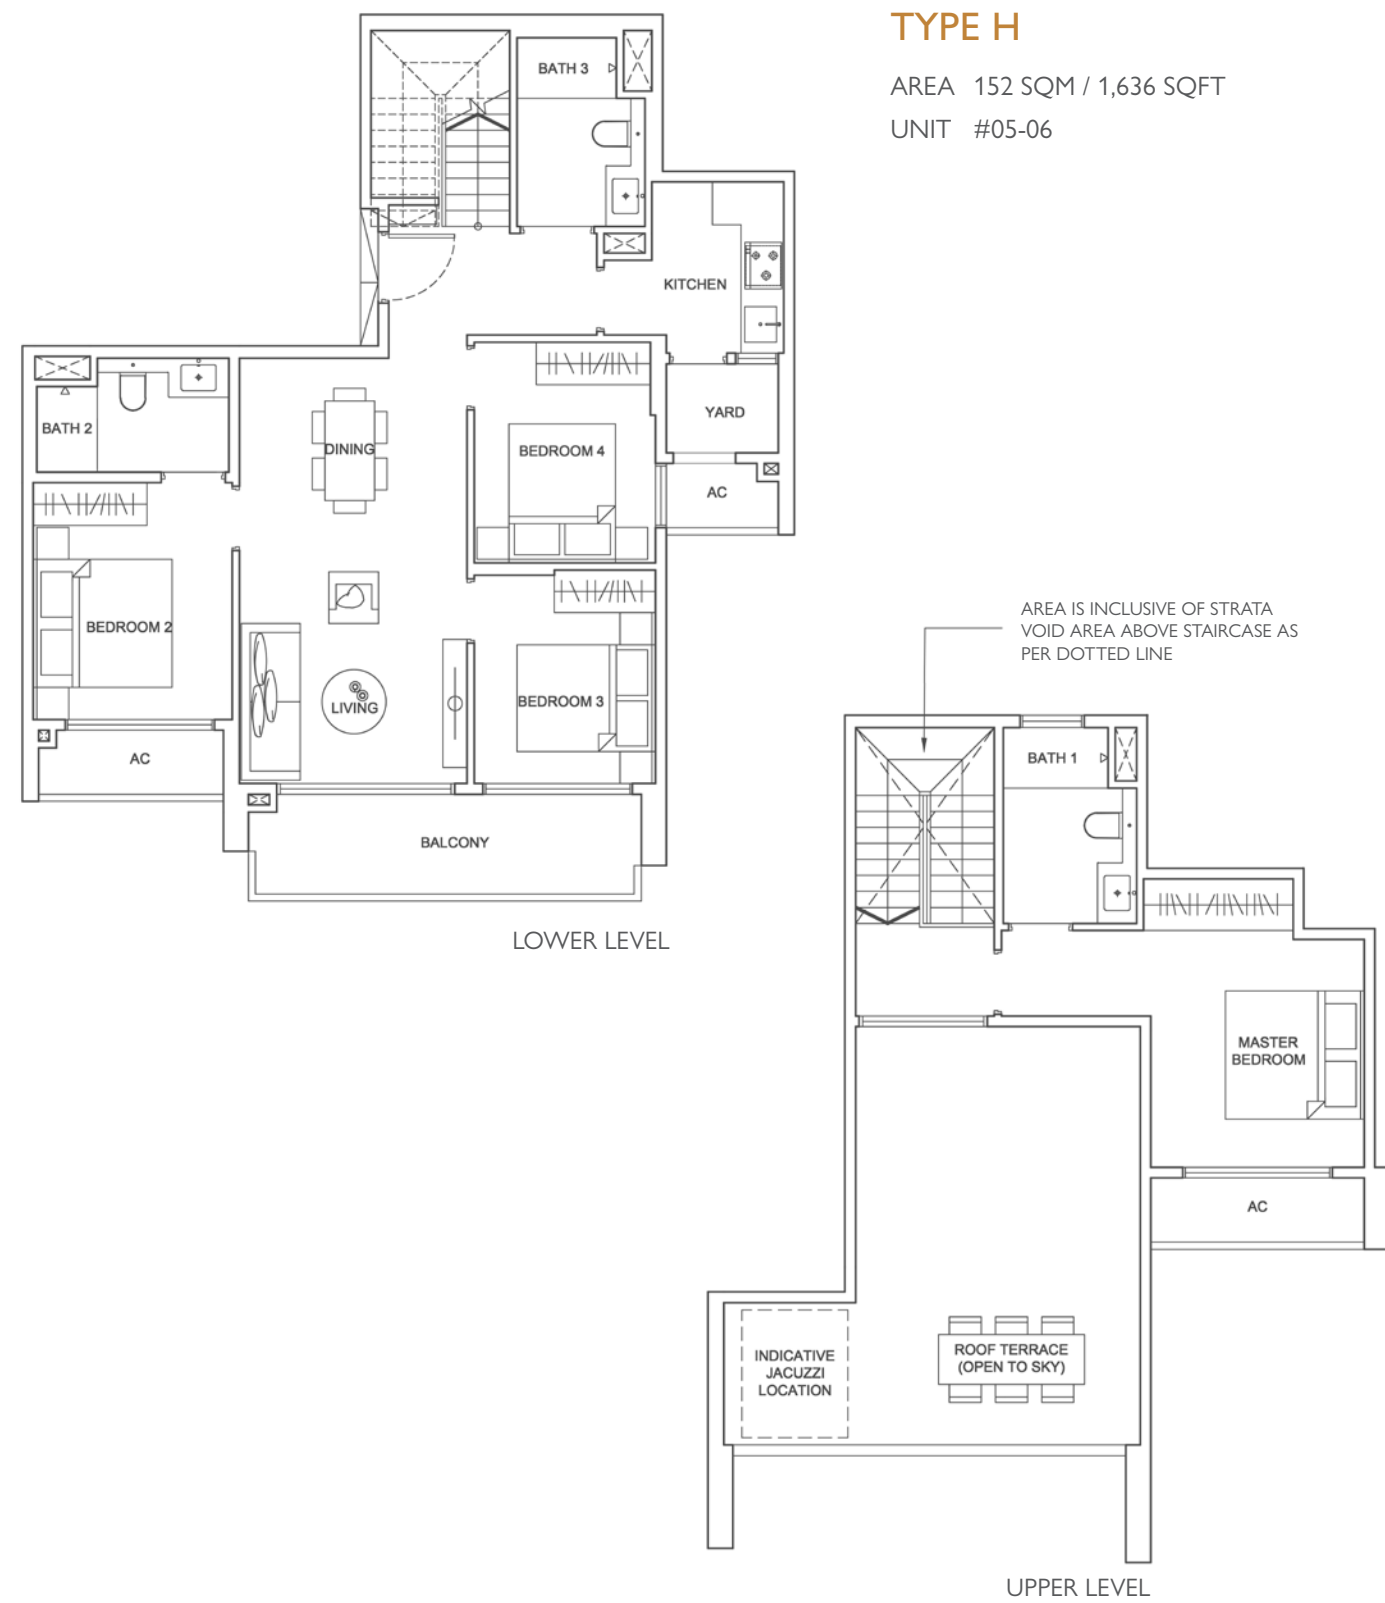 TYPE H
AREA 152 SQM / 1,636 SQFT
UNIT #05-06
BATH 3
KITCHEN
BATH 2
DINING
BEDROOM 4
YARD
AC
BEDROOM 2
LIVING
BEDROOM 3
AC
BALCONY
LOWER LEVEL
AREA IS INCLUSIVE OF STRATA
VOID AREA ABOVE STAIRCASE AS
PER DOTTED LINE
BATH 1
MASTER
BEDROOM
AC
INDICATIVE
JACUZZI
LOCATION
ROOF TERRACE
(OPEN TO SKY)
UPPER LEVEL